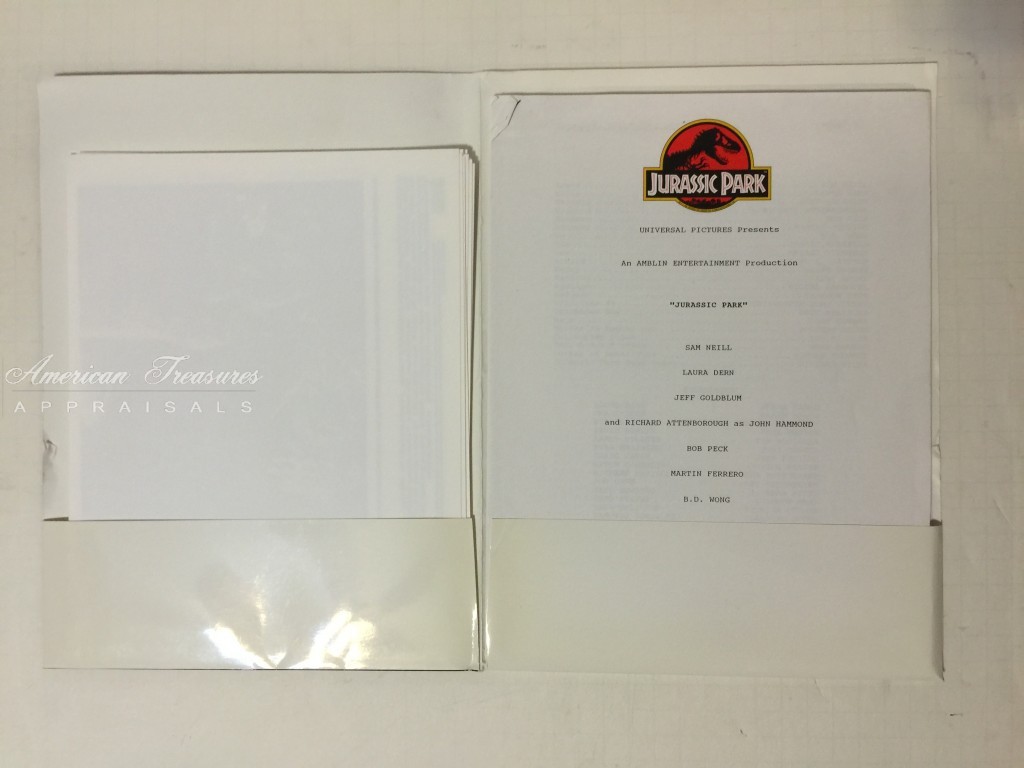 American Treasures
APPRAISALS
JURASSIC PARK
UNIVERSAL PICTURES Presents
An AMBLIN ENTERTAINMENT Production
"JURASSIC PARK"
SAM NEILL
LAURA DERN
JEFF GOLDBLUM
and RICHARD ATTENBOROUGH as JOHN HAMMOND
BOB PECK
MARTIN FERRERO
B.D. WONG